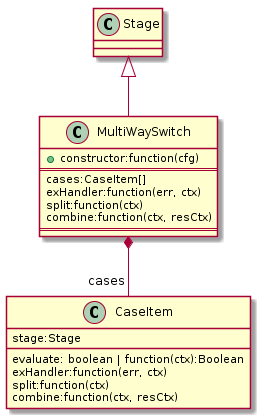 C Stage
C MultiWaySwitch
constructor:function(cfg)
cases:CaseItem[]
exHandler:function(err, ctx)
split:function(ctx)
combine:function(ctx, resCtx)
cases
C CaseItem
stage:Stage
evaluate: boolean | function(ctx):Boolean
exHandler:function(err, ctx)
split:function(ctx)
combine:function(ctx, resCtx)